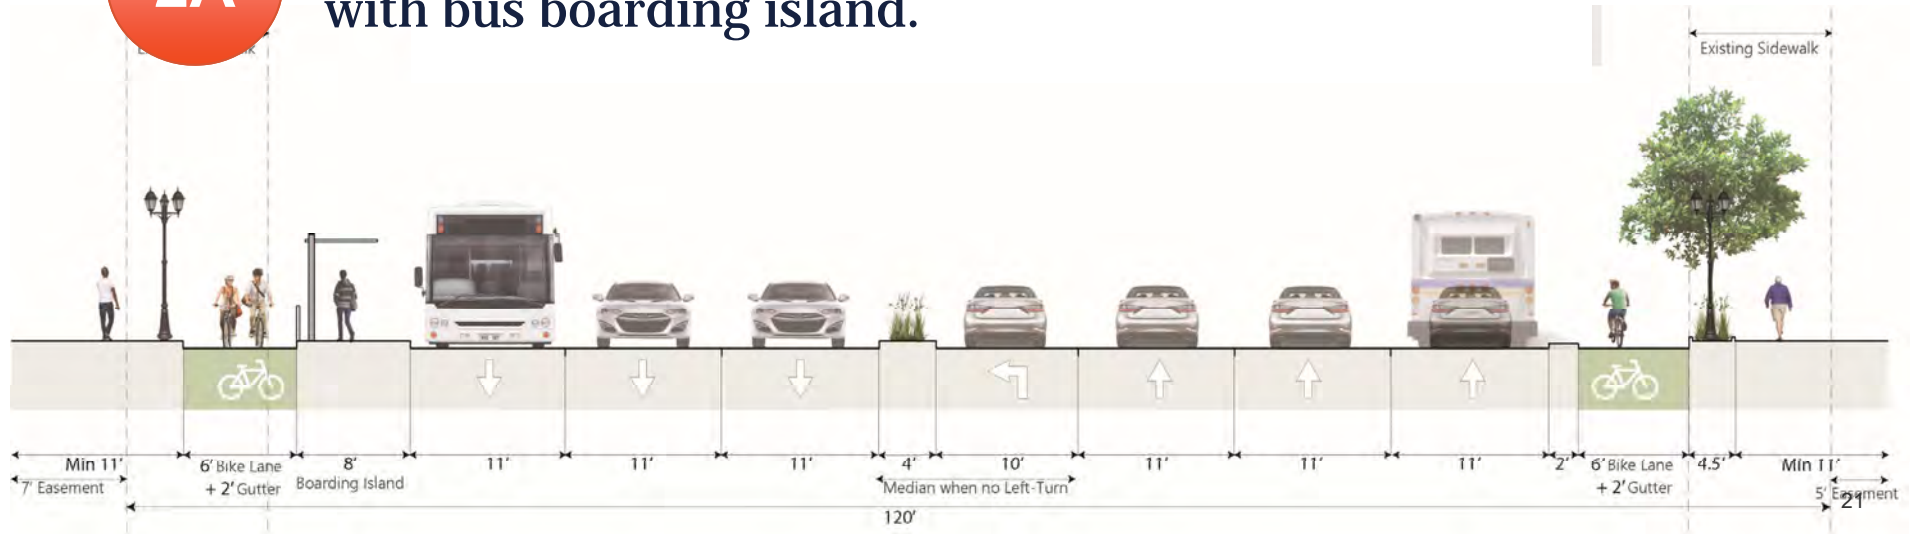 with bus boarding island.
Existing Sidewalk
Min 11'
6' Bike Lane
+ 2' Gutter
8'
11'
11'
11'
4'
10'
11'
11'
11'
2'
6' Bike Lane
+ 2' Gutter
4.5'
Min 11'
7' Easement
Boarding Island
Median when no Left-Turn
5' Easement
21
120'